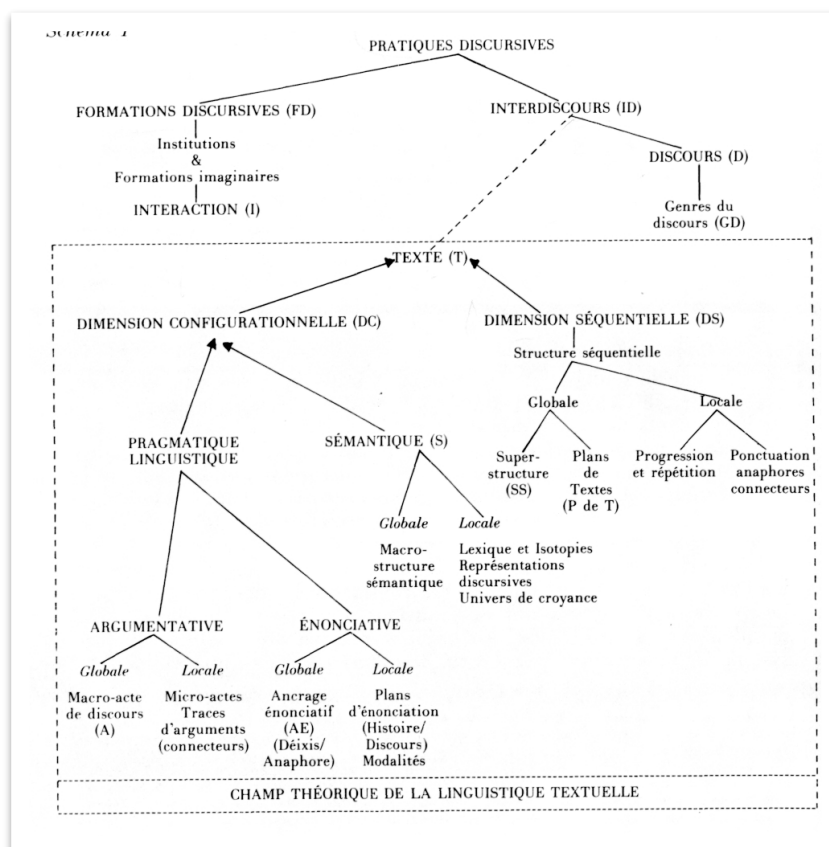 Schéma 1
PRATIQUES DISCURSIVES
FORMATIONS DISCURSIVES (FD)
INTERDISCOURS (ID)
Institutions
&
Formations imaginaires
INTERACTION (I)
DISCOURS (D)
Genres du
discours (GD)
TEXTE (T)
DIMENSION CONFIGURATIONNELLE (DC)
DIMENSION SÉQUENTIELLE (DS)
Structure séquentielle
Globale
Locale
PRAGMATIQUE
LINGUISTIQUE
SÉMANTIQUE (S)
Super-
structure
(SS)
Plans
de
Textes
(P de T)
Progression
et répétition
Ponctuation
anaphores
connecteurs
Globale
Macro-
structure
sémantique
Locale
Lexique et Isotopies
Représentations
discursives
Univers de croyance
ARGUMENTATIVE
ÉNONCIATIVE
Globale
Macro-acte
de discours
(A)
Locale
Micro-actes
Traces
d'arguments
(connecteurs)
Globale
Ancrage
énonciatif
(AE)
(Déixis/
Anaphore)
Locale
Plans
d'énonciation
(Histoire/
Discours)
Modalités
CHAMP THÉORIQUE DE LA LINGUISTIQUE TEXTUELLE